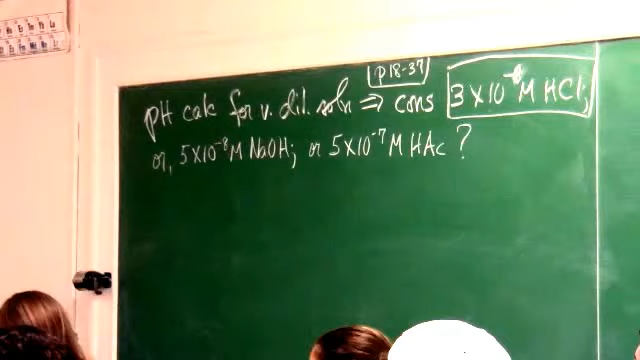 p18-37
pH calc for v. dil. soln ⇒ cons 3×10⁻⁸ M HCl;
or, 5×10⁻⁸ M NaOH; or 5×10⁻⁷ M HAc ?